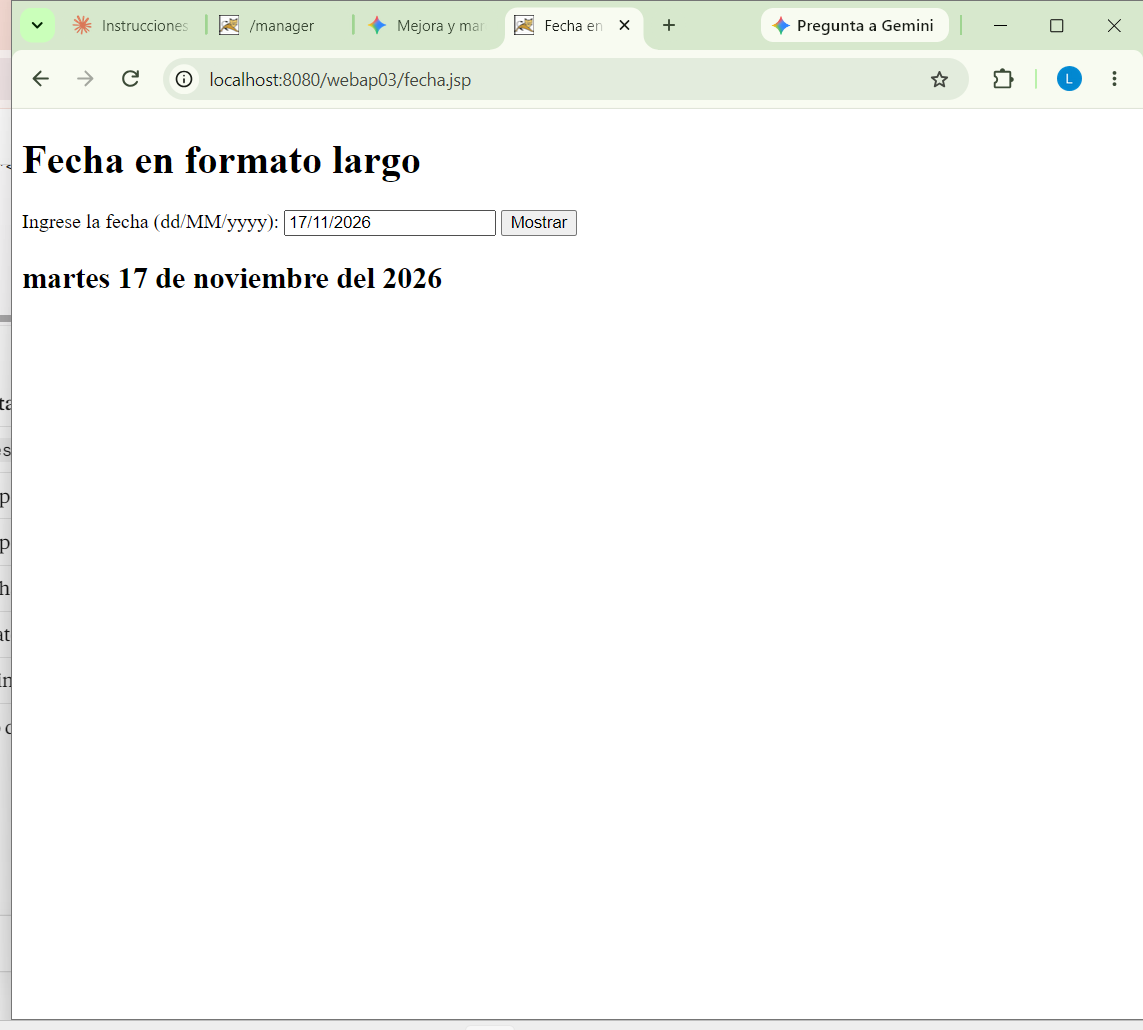 Instrucciones
/manager
Mejora y mar
Fecha en
Pregunta a Gemini
localhost:8080/webap03/fecha.jsp
L
Fecha en formato largo
Ingrese la fecha (dd/MM/yyyy): 17/11/2026 Mostrar
martes 17 de noviembre del 2026